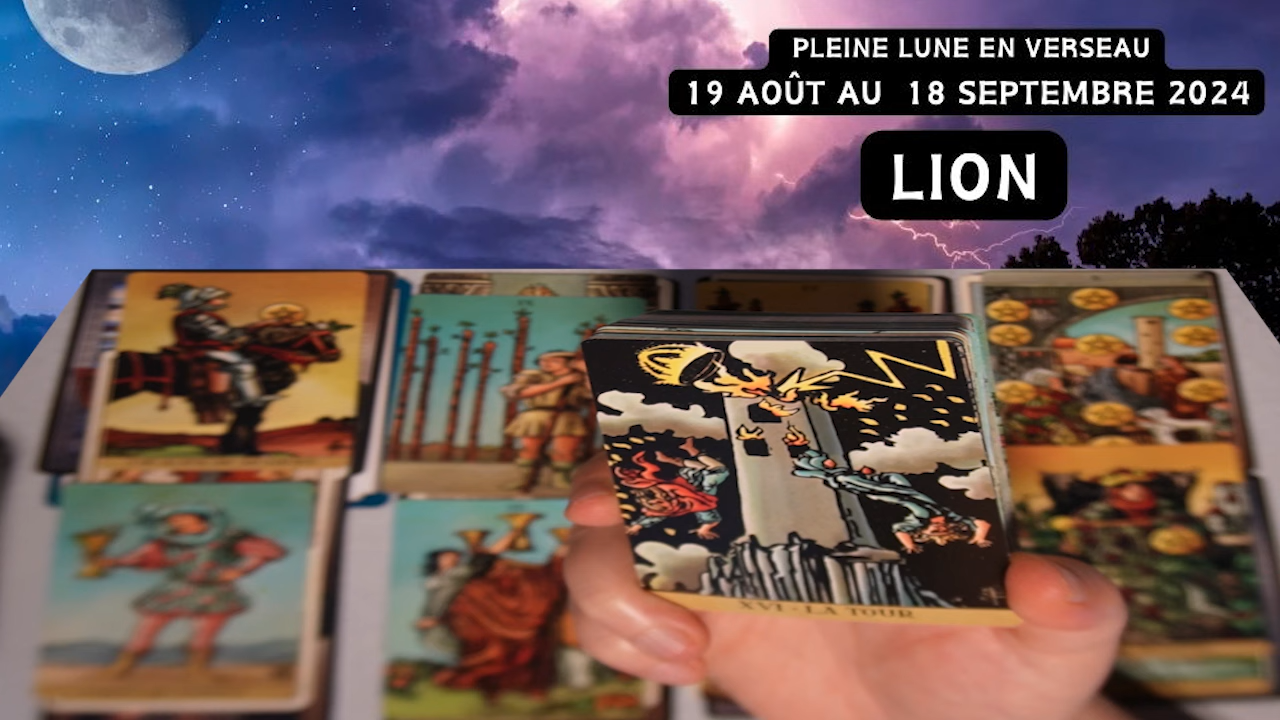 PLEINE LUNE EN VERSEAU
19 AOÛT AU 18 SEPTEMBRE 2024
LION
XVI · LA TOUR